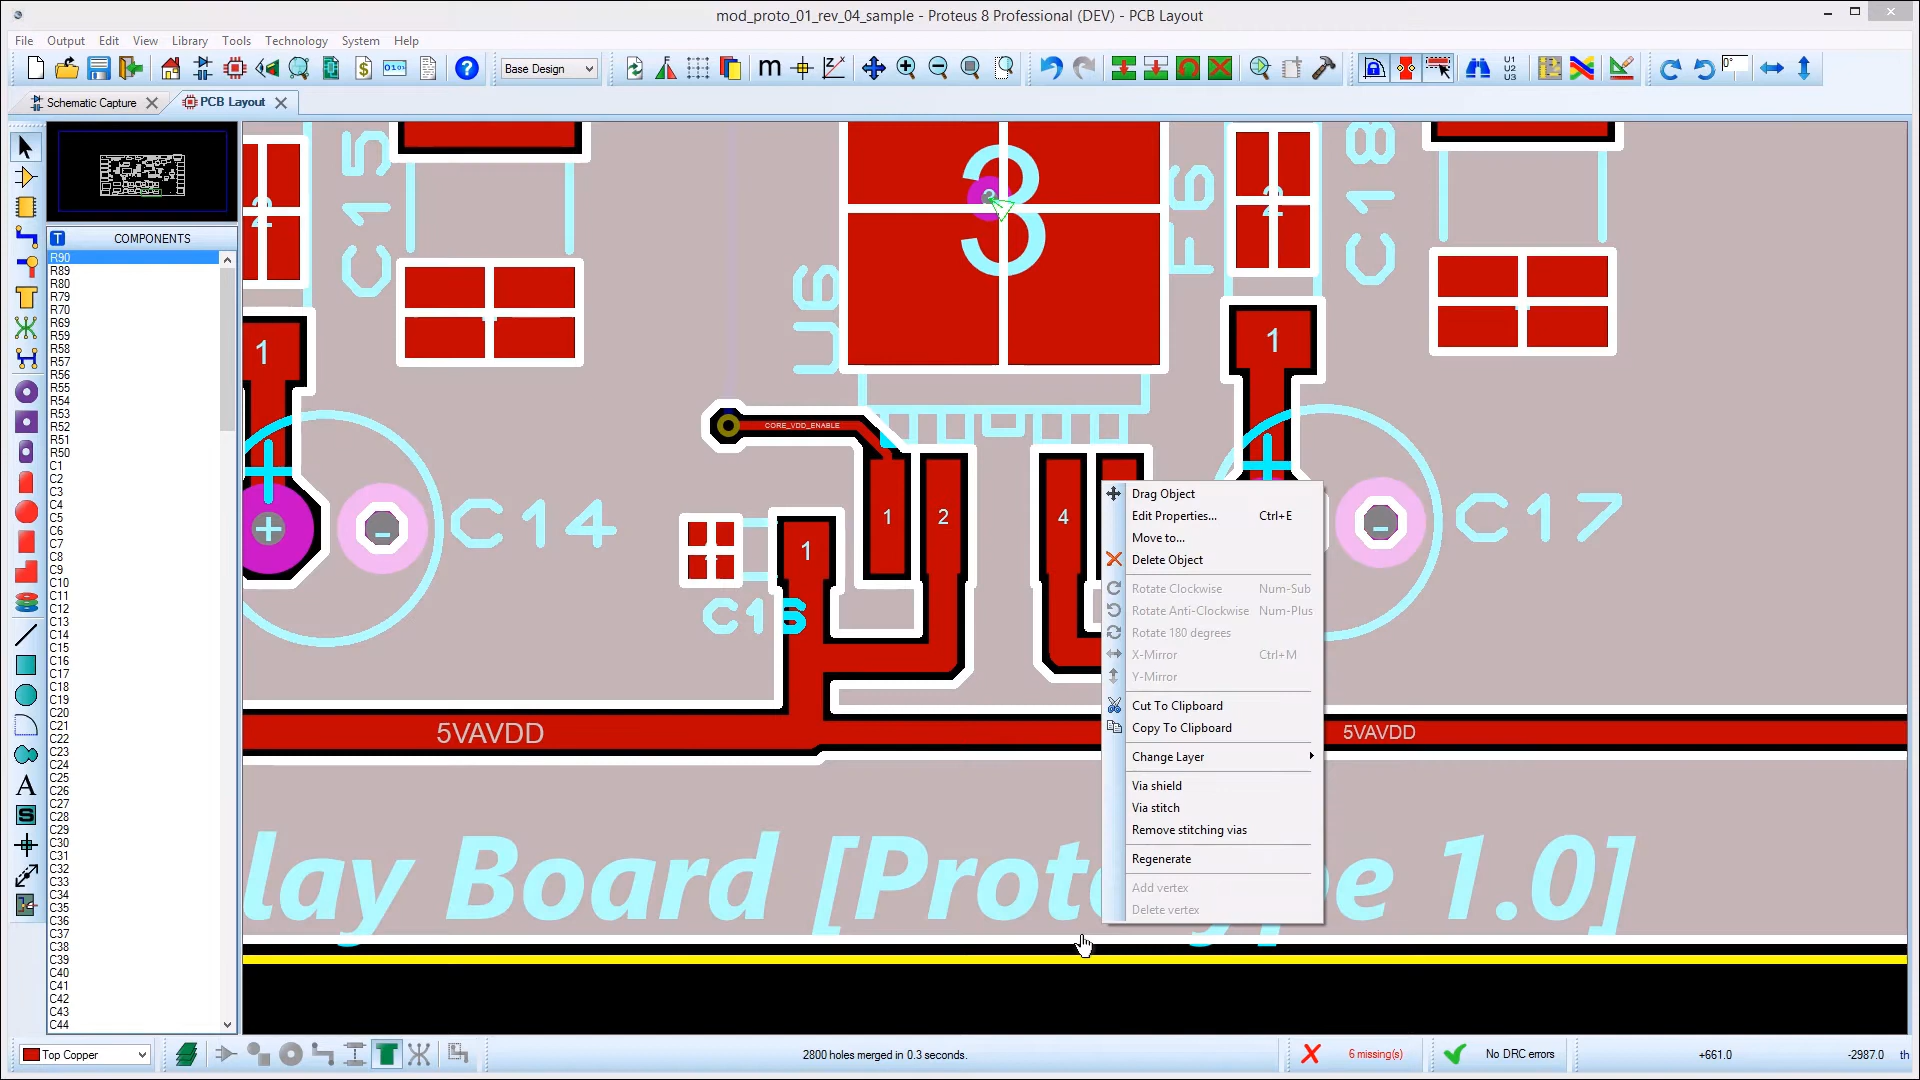 mod_proto_01_rev_04_sample - Proteus 8 Professional (DEV) - PCB Layout
File Output Edit View Library Tools Technology System Help
Base Design
m
U1
U2
U3
0°
Schematic Capture
PCB Layout
T COMPONENTS
R90
R89
R80
R79
R70
R69
R59
R58
R57
R56
R55
R54
R53
R52
R51
R50
C1
C2
C3
C4
C5
C6
C7
C8
C9
C10
C11
C12
C13
C14
C15
C16
C17
C18
C19
C20
C21
C22
C23
C24
C25
C26
C27
C28
C29
C30
C31
C32
C33
C34
C35
C36
C37
C38
C39
C40
C41
C42
C43
C44
C15
3
U6
F6
C18
2
2
1
1
CORE_VDD_ENABLE
C14
C17
1
1
2
4
5VAVDD
5VAVDD
Drag Object
Edit Properties... Ctrl+E
Move to...
Delete Object
Rotate Clockwise Num-Sub
Rotate Anti-Clockwise Num-Plus
Rotate 180 degrees
X-Mirror Ctrl+M
Y-Mirror
Cut To Clipboard
Copy To Clipboard
Change Layer
Via shield
Via stitch
Remove stitching vias
Regenerate
Add vertex
Delete vertex
lay Board [Prot pe 1.0]
Top Copper
2800 holes merged in 0.3 seconds.
6 missing(s)
No DRC errors
+661.0
-2987.0
th